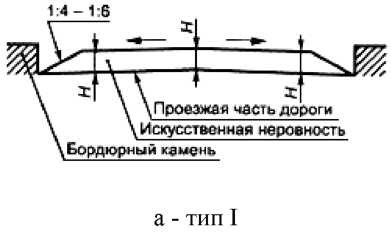 1:4 – 1:6
H
H
H
Проезжая часть дороги
Искусственная неровность
Бордюрный камень
а - тип I